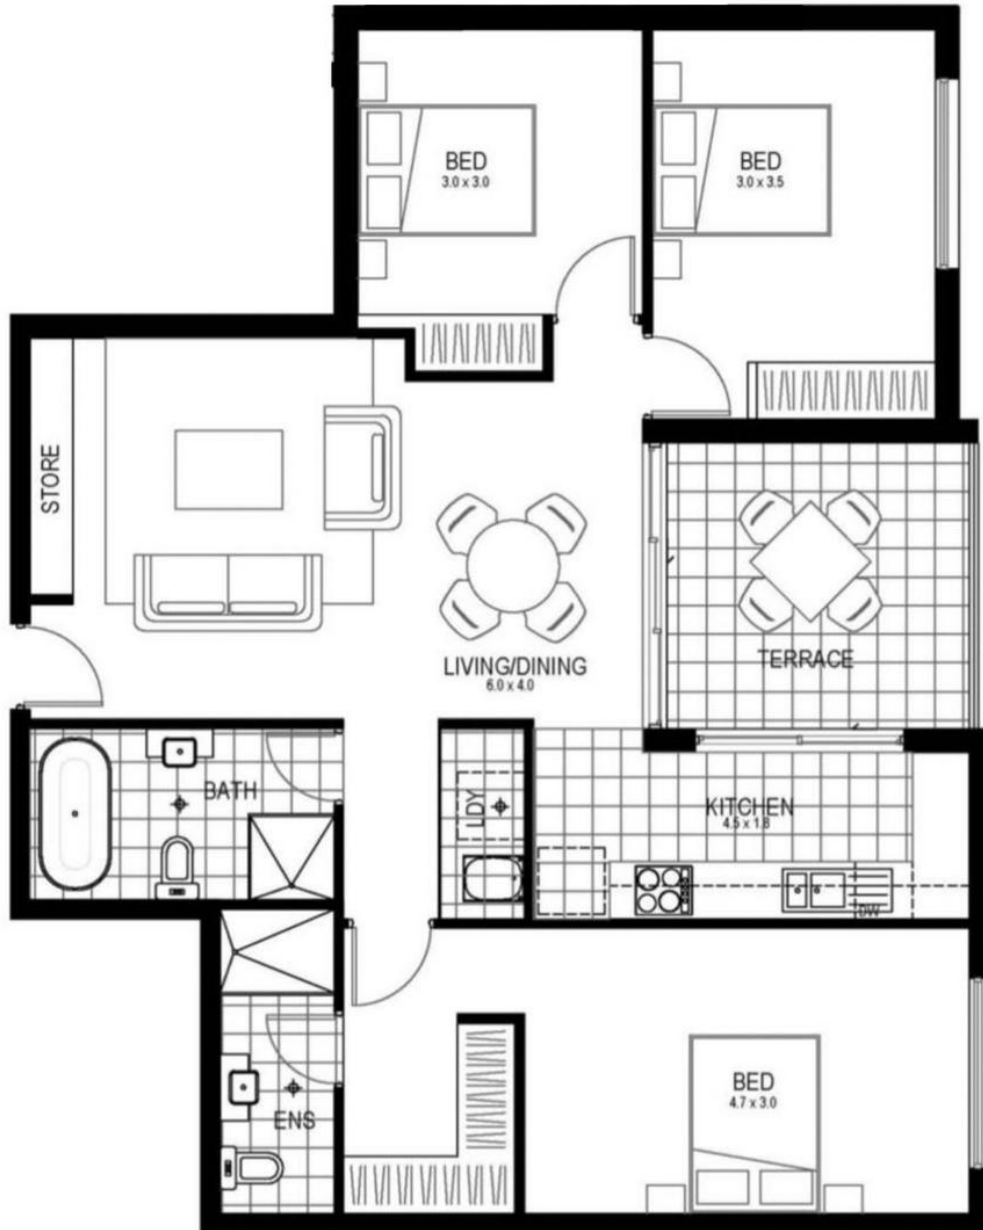 BED
3.0 x 3.0
BED
3.0 x 3.5
STORE
LIVING/DINING
6.0 x 4.0
TERRACE
BATH
LDY
KITCHEN
4.5 x 1.8
DW
ENS
BED
4.7 x 3.0